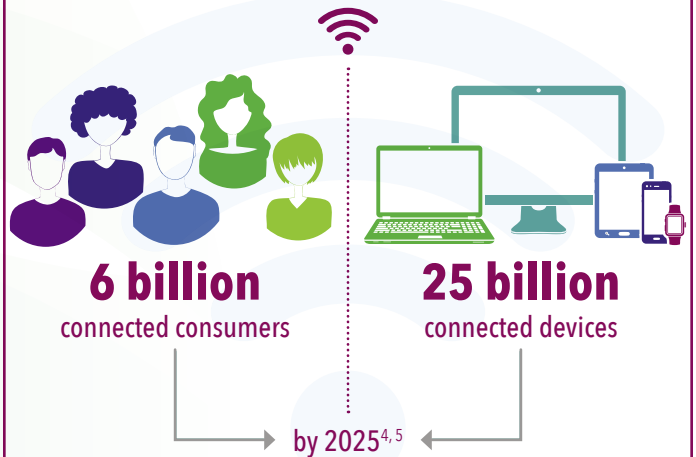 6 billion
connected consumers
25 billion
connected devices
by 2025⁴˒⁵